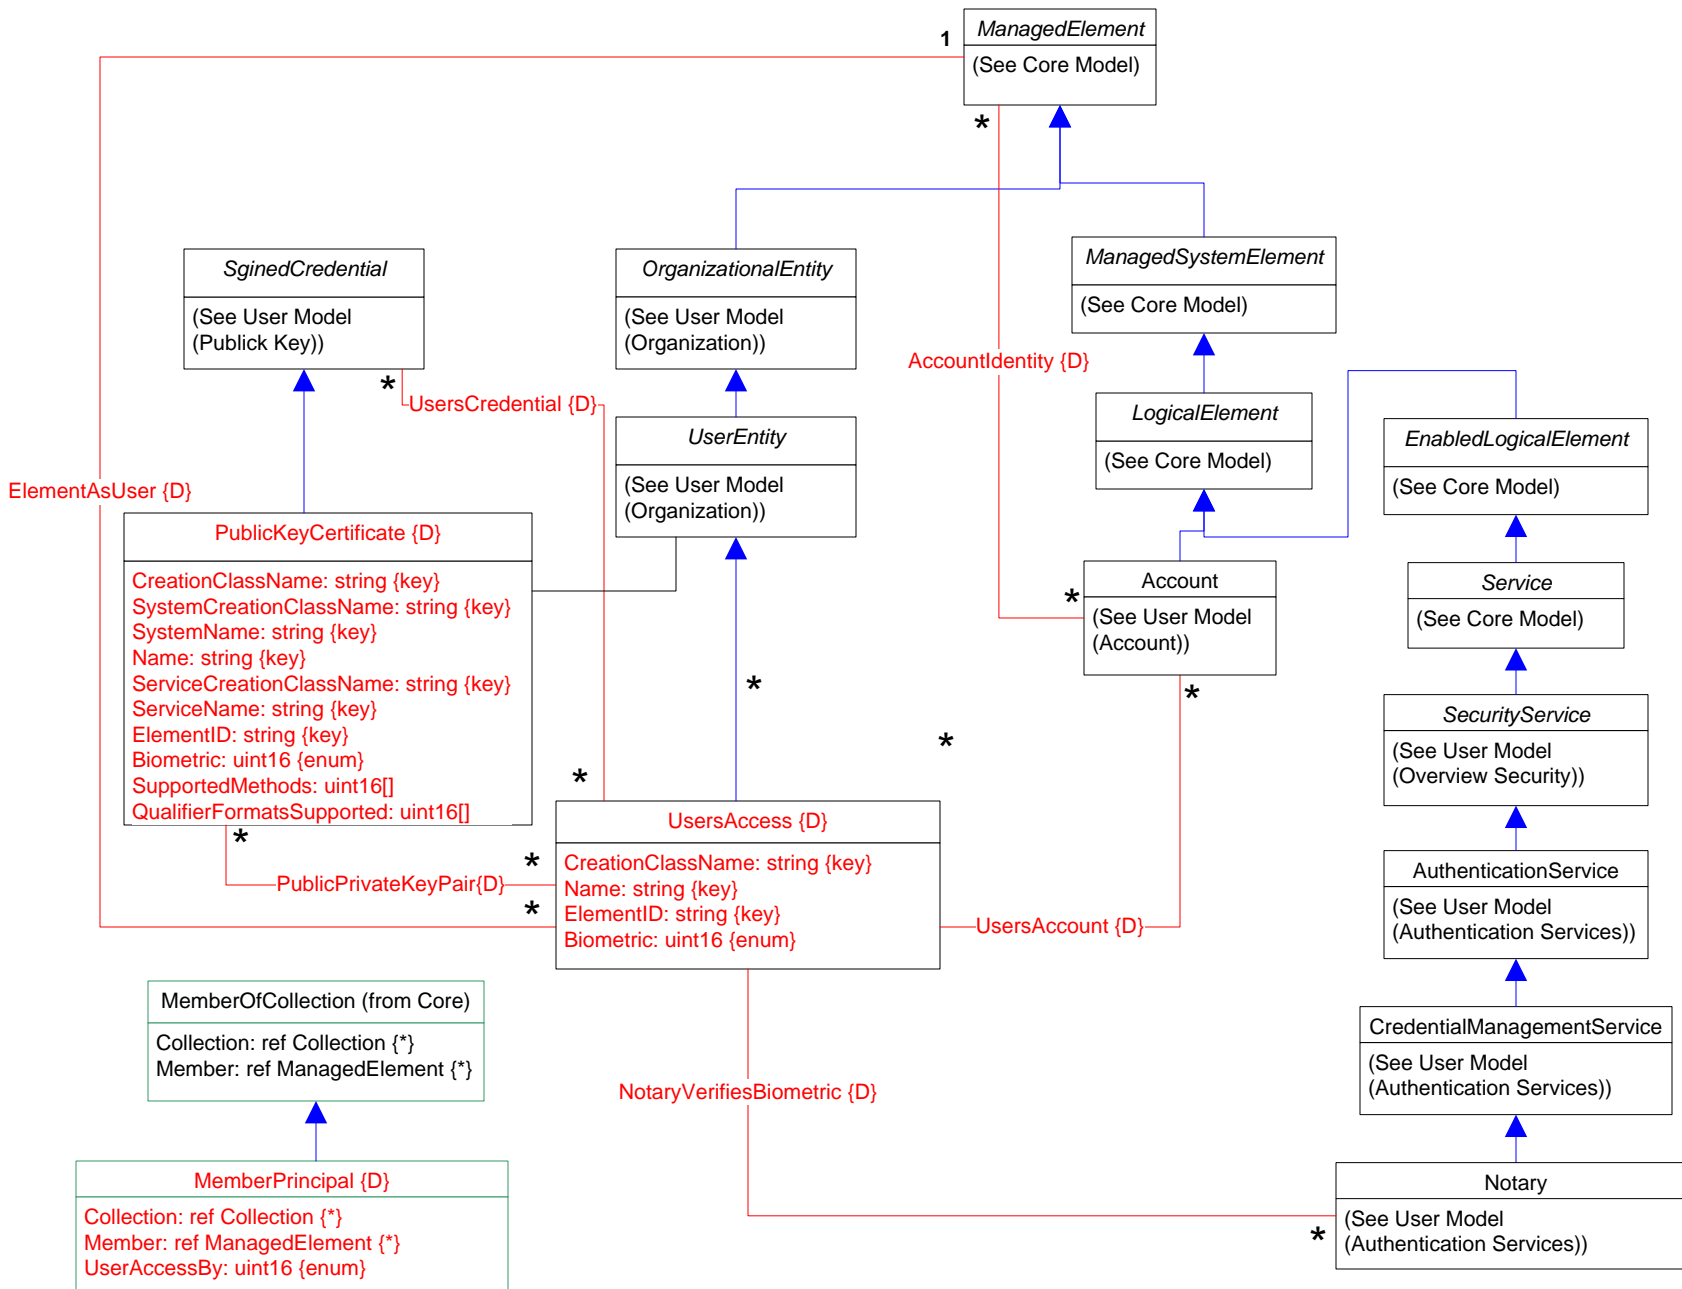 ManagedElement
1
(See Core Model)
*
SginedCredential
(See User Model
(Publick Key))
*
OrganizationalEntity
(See User Model
(Organization))
ManagedSystemElement
(See Core Model)
AccountIdentity {D}
UsersCredential {D}
LogicalElement
(See Core Model)
EnabledLogicalElement
(See Core Model)
UserEntity
(See User Model
(Organization))
ElementAsUser {D}
PublicKeyCertificate {D}
CreationClassName: string {key}
SystemCreationClassName: string {key}
SystemName: string {key}
Name: string {key}
ServiceCreationClassName: string {key}
ServiceName: string {key}
ElementID: string {key}
Biometric: uint16 {enum}
SupportedMethods: uint16[]
QualifierFormatsSupported: uint16[]
*
Account
(See User Model
(Account))
*
*
Service
(See Core Model)
*
*
*
SecurityService
(See User Model
(Overview Security))
UsersAccess {D}
CreationClassName: string {key}
Name: string {key}
ElementID: string {key}
Biometric: uint16 {enum}
*
PublicPrivateKeyPair{D}
*
UsersAccount {D}
AuthenticationService
(See User Model
(Authentication Services))
MemberOfCollection (from Core)
Collection: ref Collection {*}
Member: ref ManagedElement {*}
CredentialManagementService
(See User Model
(Authentication Services))
NotaryVerifiesBiometric {D}
MemberPrincipal {D}
Collection: ref Collection {*}
Member: ref ManagedElement {*}
UserAccessBy: uint16 {enum}
*
Notary
(See User Model
(Authentication Services))